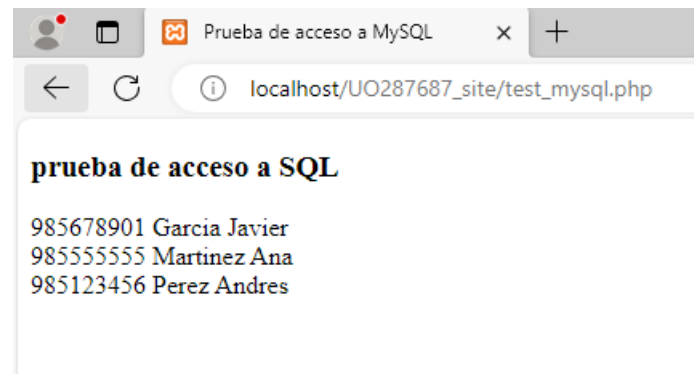 Prueba de acceso a MySQL
localhost/UO287687_site/test_mysql.php
prueba de acceso a SQL
985678901 Garcia Javier
985555555 Martinez Ana
985123456 Perez Andres